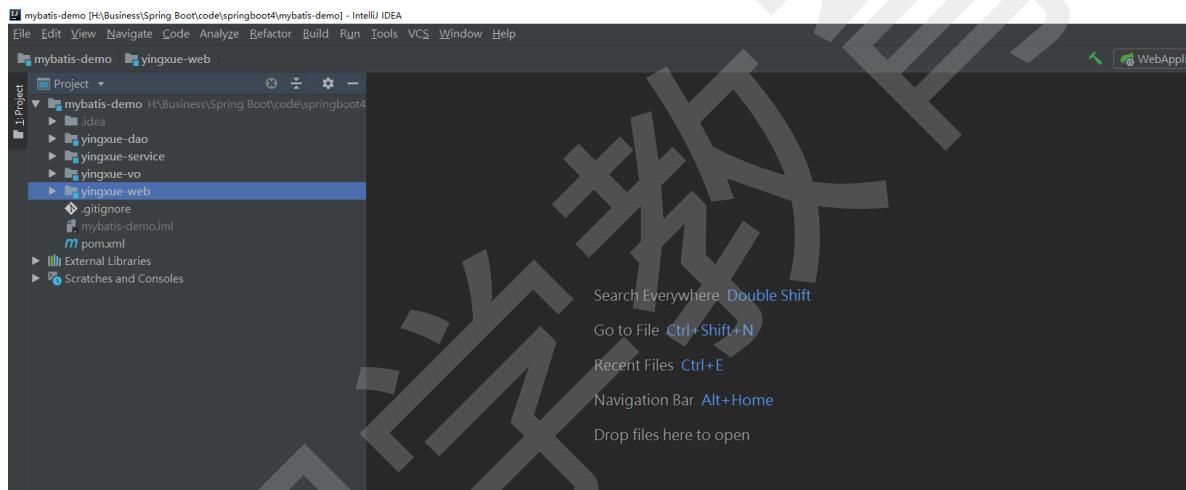 mybatis-demo [H:\Business\Spring Boot\code\springboot4\mybatis-demo] - IntelliJ IDEA
File Edit View Navigate Code Analyze Refactor Build Run Tools VCS Window Help
mybatis-demo yingxue-web
WebAppli
1: Project
Project
mybatis-demo H:\Business\Spring Boot\code\springboot4
.idea
yingxue-dao
yingxue-service
yingxue-vo
yingxue-web
.gitignore
mybatis-demo.iml
pom.xml
External Libraries
Scratches and Consoles
Search Everywhere Double Shift
Go to File Ctrl+Shift+N
Recent Files Ctrl+E
Navigation Bar Alt+Home
Drop files here to open
学教育